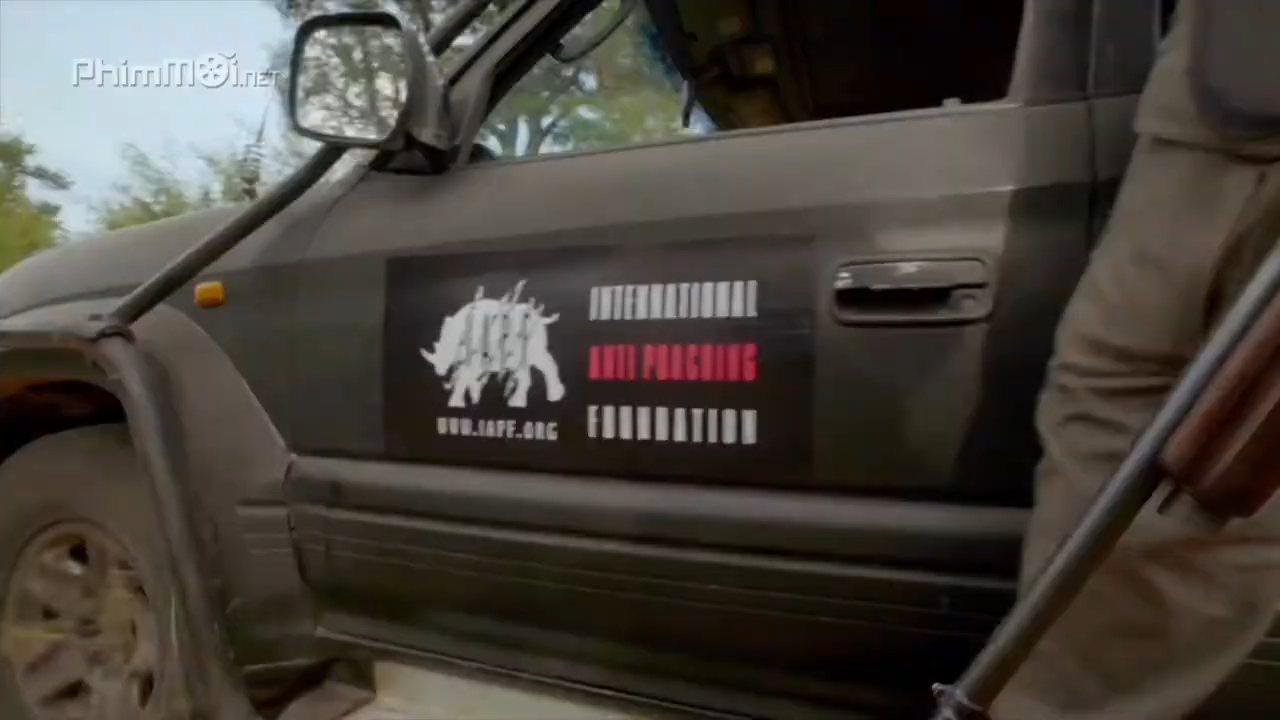 PhimMoi.NET
INTERNATIONAL
ANTI POACHING
FOUNDATION
IAPF
WWW.IAPF.ORG